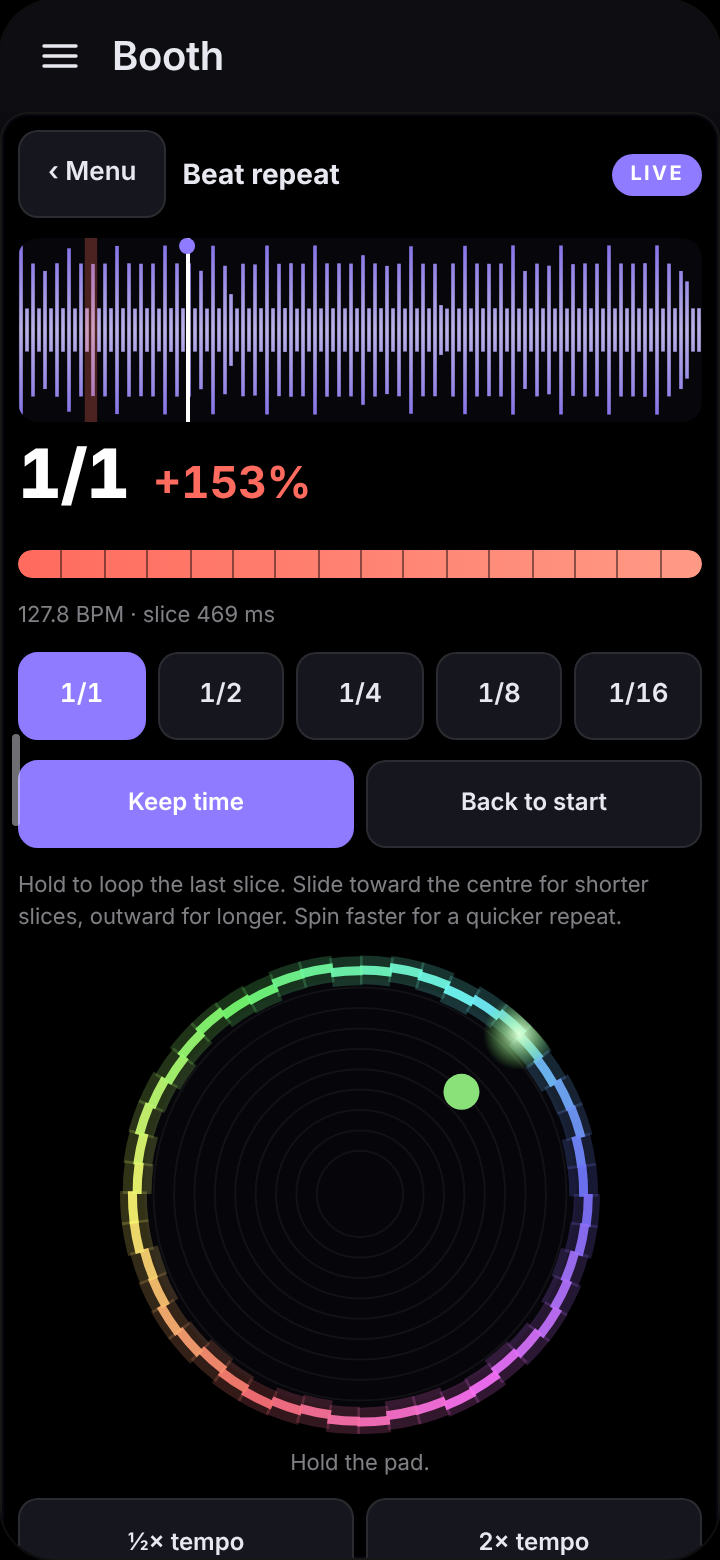 Booth
‹ Menu
Beat repeat
LIVE
1/1 +153%
127.8 BPM · slice 469 ms
1/1
1/2
1/4
1/8
1/16
Keep time
Back to start
Hold to loop the last slice. Slide toward the centre for shorter
slices, outward for longer. Spin faster for a quicker repeat.
Hold the pad.
½× tempo
2× tempo